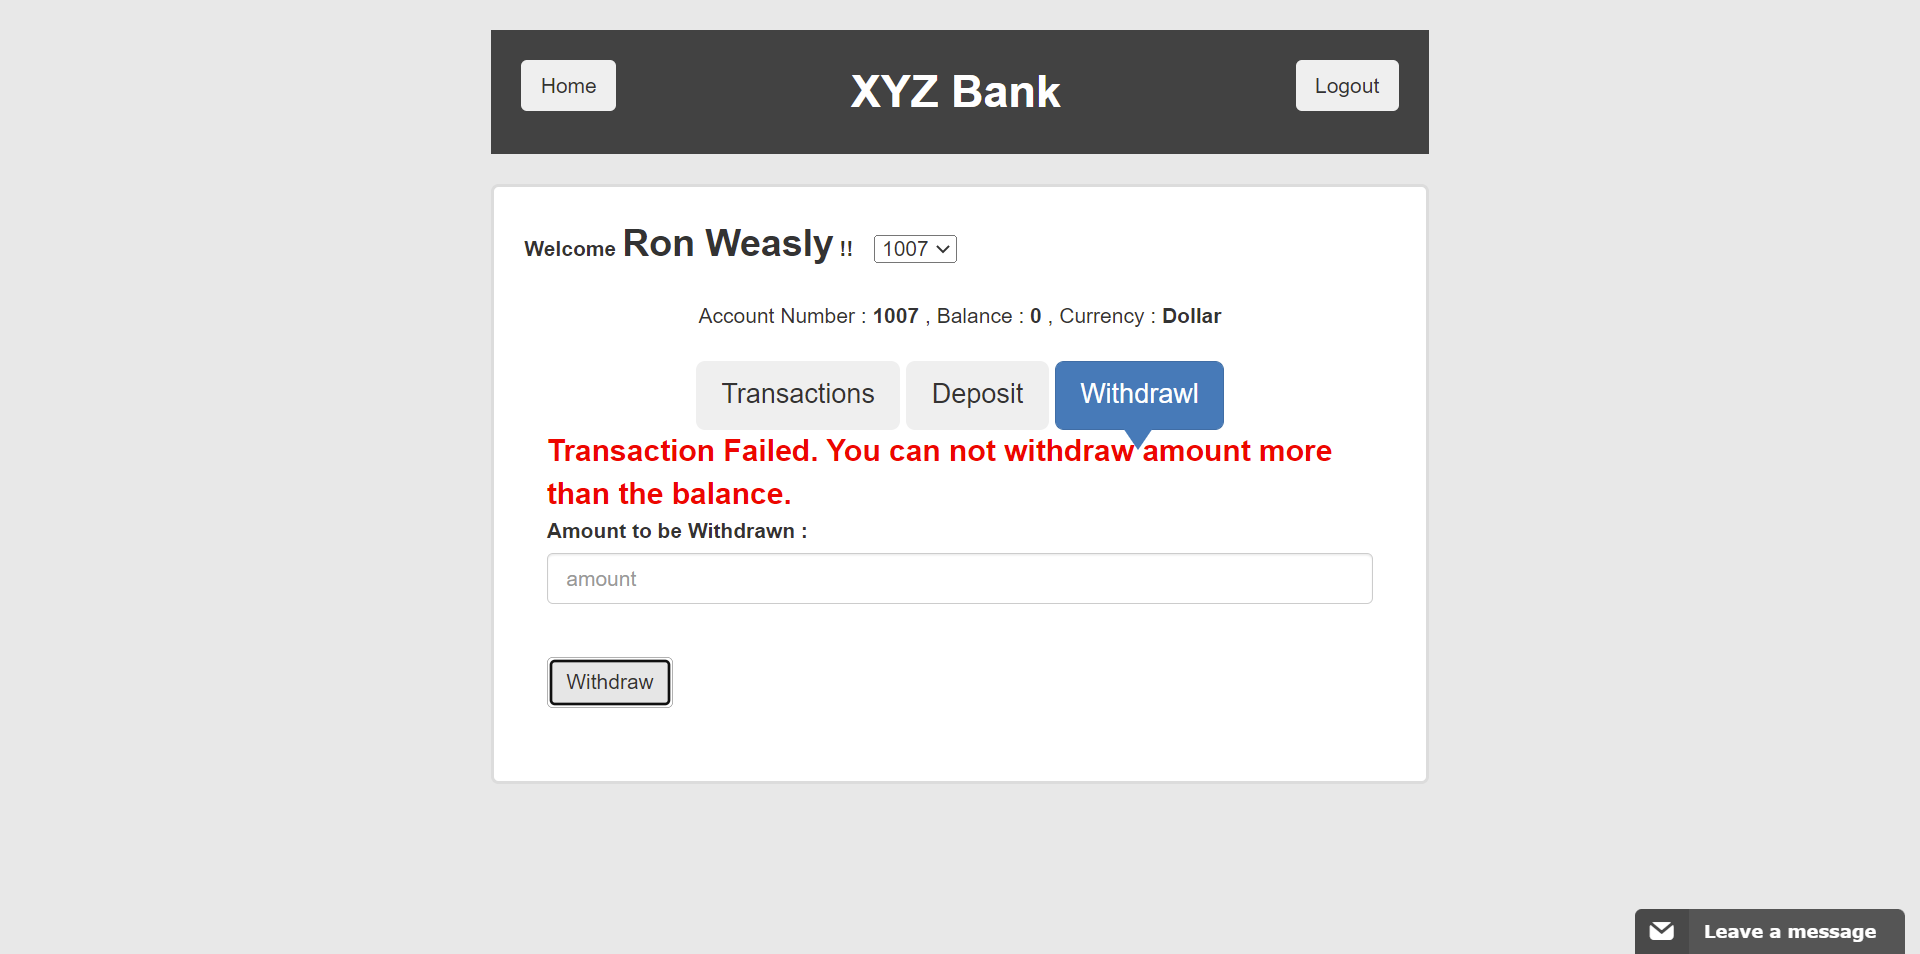 Home
XYZ Bank
Logout
Welcome Ron Weasly !! 1007
Account Number : 1007 , Balance : 0 , Currency : Dollar
Transactions
Deposit
Withdrawl
Transaction Failed. You can not withdraw amount more
than the balance.
Amount to be Withdrawn :
amount
Withdraw
Leave a message